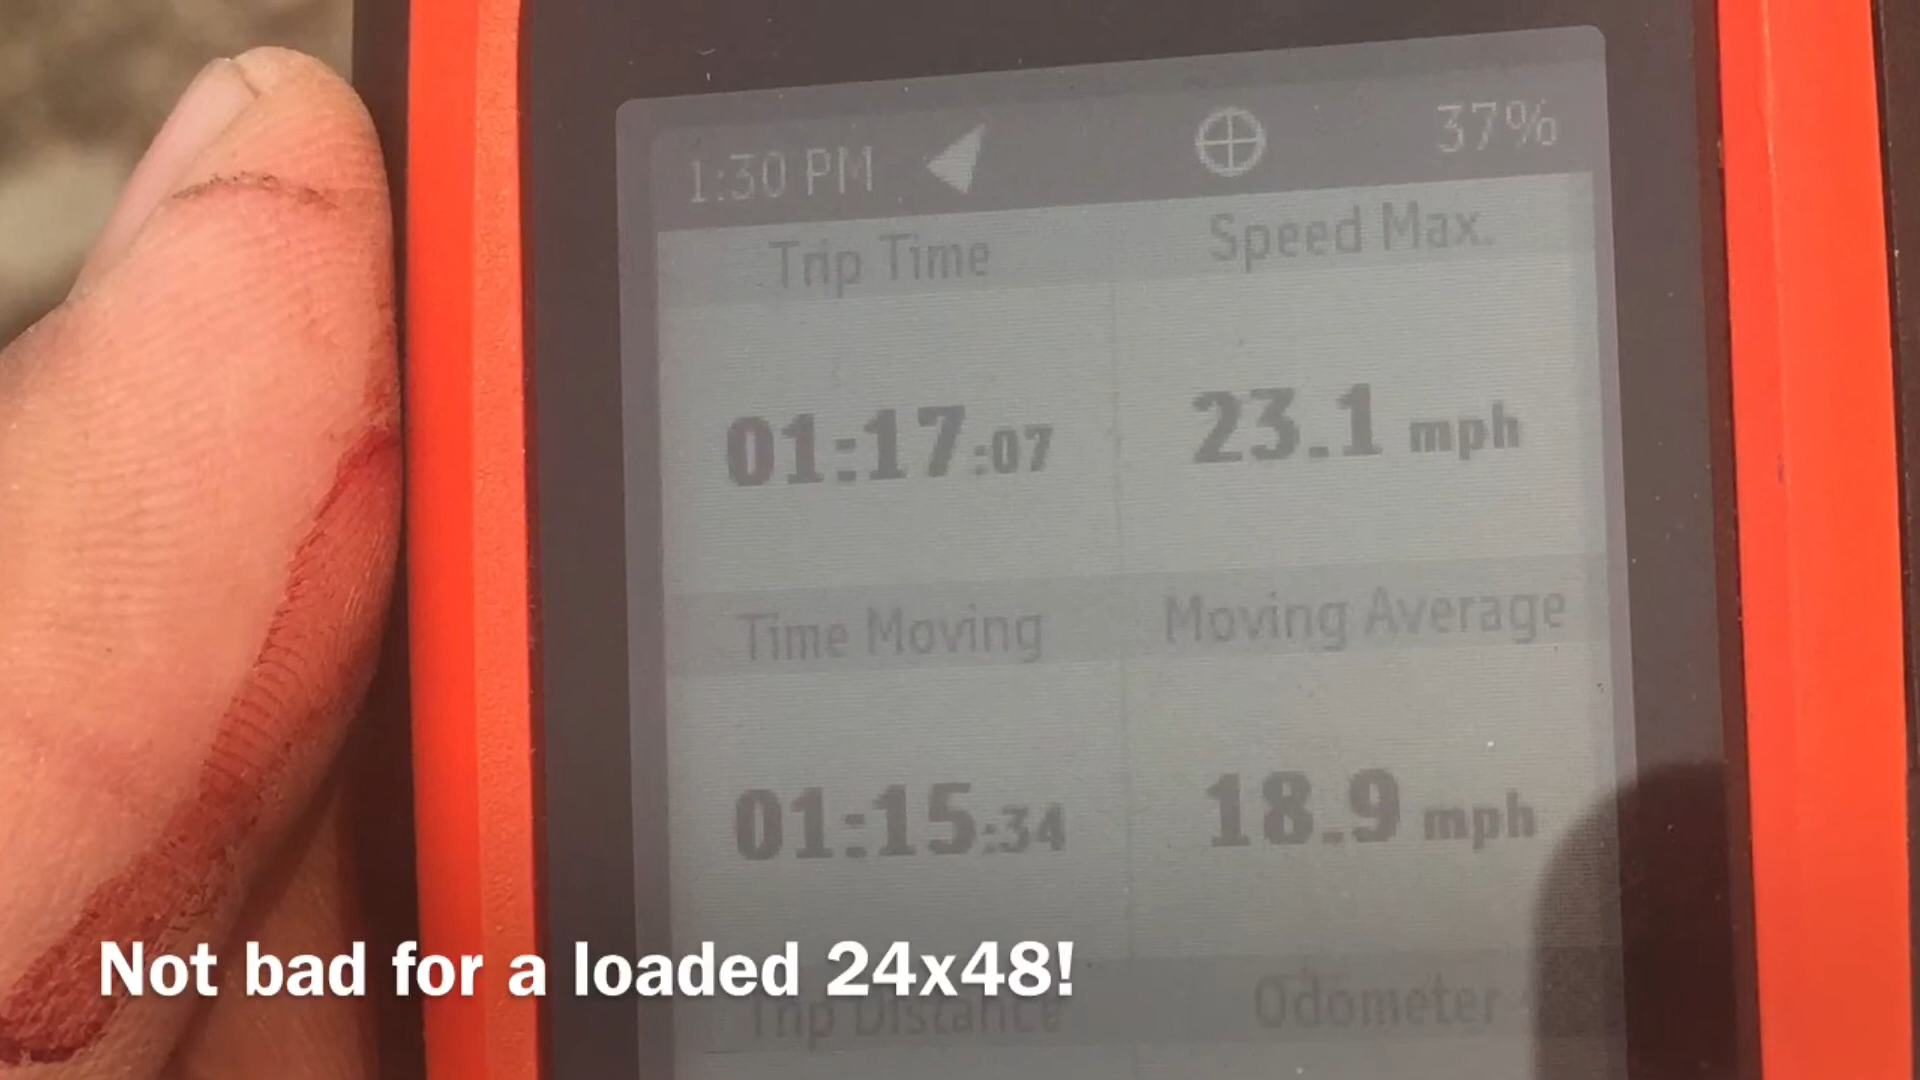 1:30 PM 37%
Trip Time Speed Max.
01:17:07 23.1 mph
Time Moving Moving Average
01:15:34 18.9 mph
Not bad for a loaded 24x48!
Trip Distance Odometer